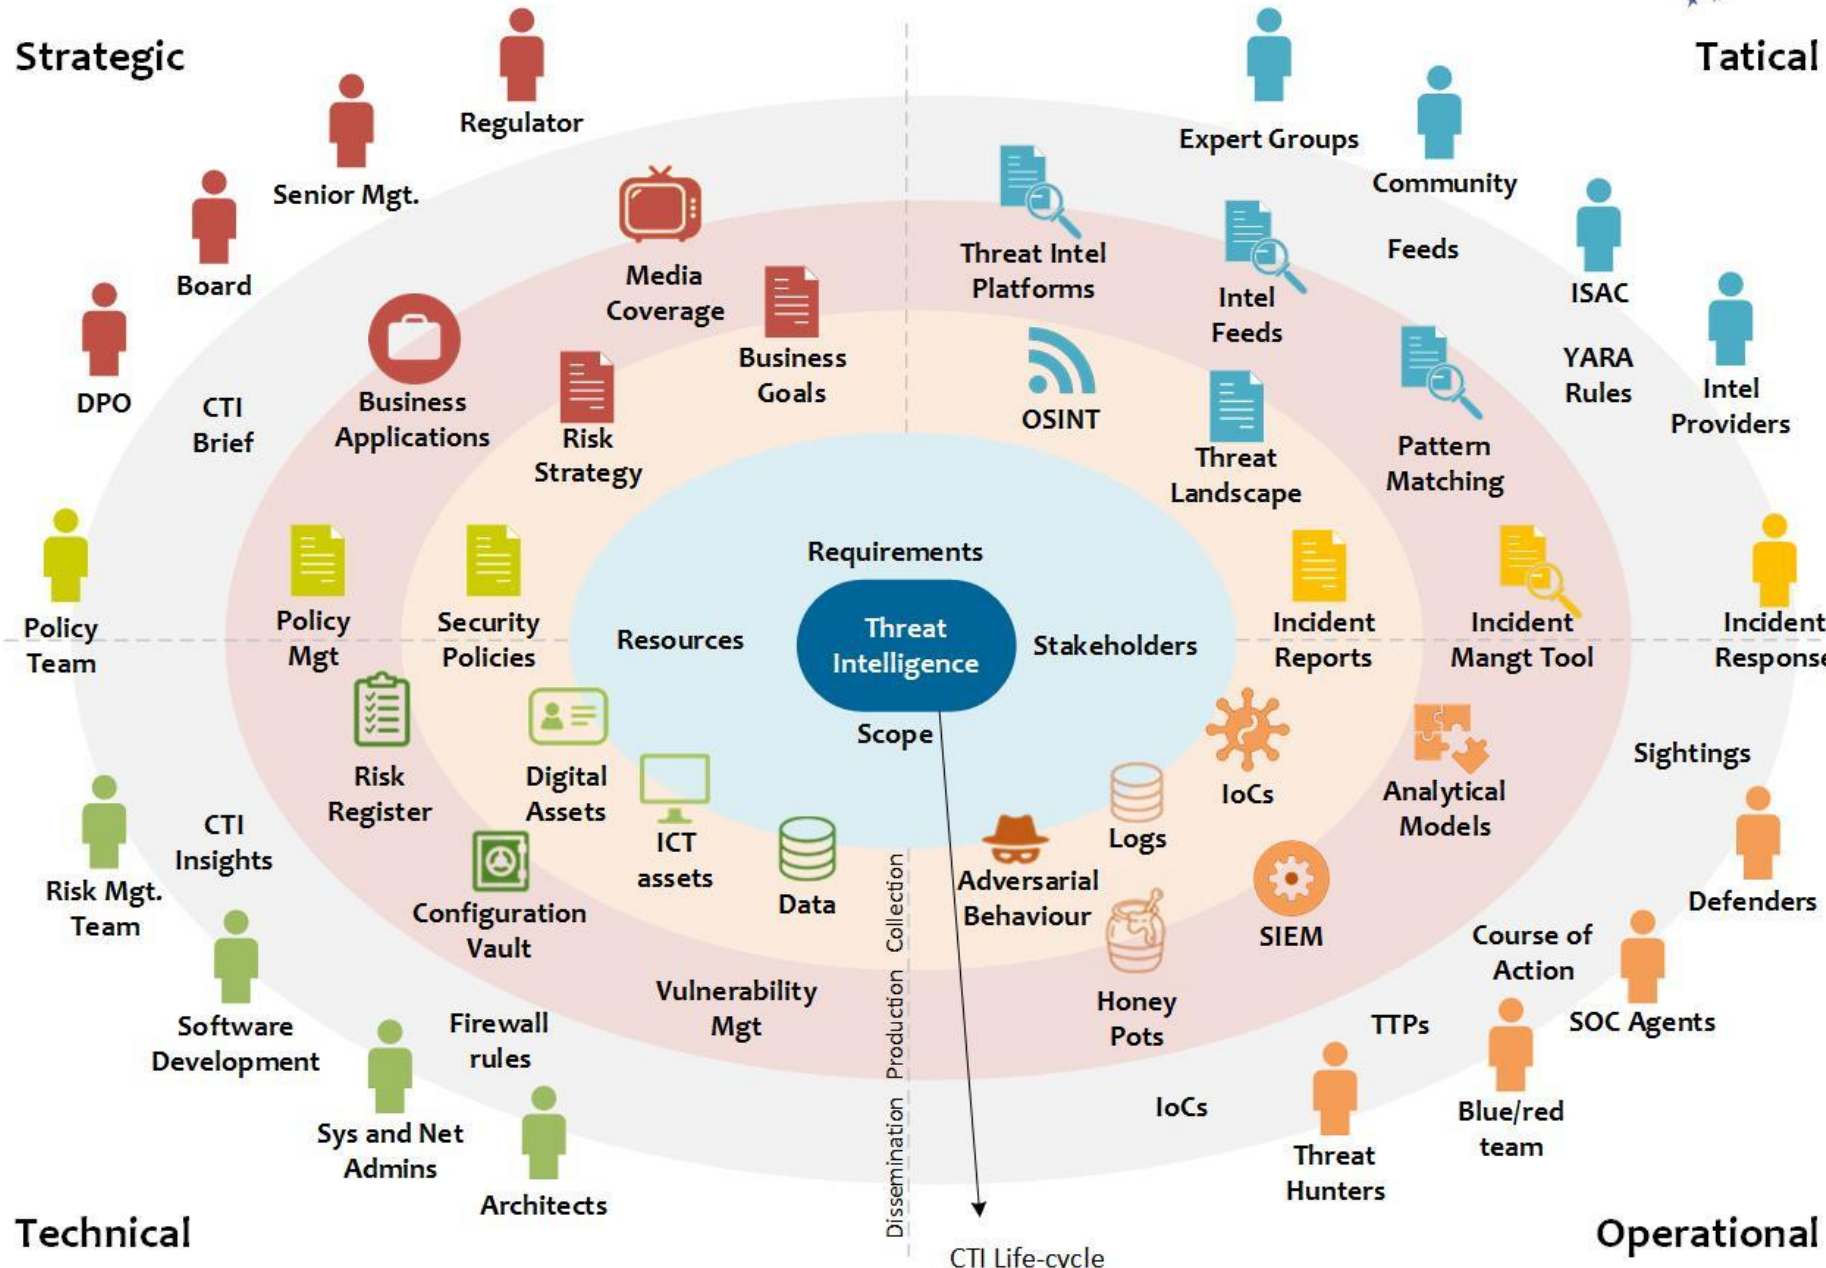 Strategic
Tatical
Regulator
Senior Mgt.
Board
DPO
CTI
Brief
Media
Coverage
Business
Goals
Business
Applications
Risk
Strategy
Expert Groups
Community
Feeds
ISAC
YARA
Rules
Intel
Providers
Threat Intel
Platforms
Intel
Feeds
OSINT
Threat
Landscape
Pattern
Matching
Policy
Team
Policy
Mgt
Security
Policies
Requirements
Resources
Threat
Intelligence
Stakeholders
Scope
Incident
Reports
Incident
Mangt Tool
Incident
Response
Risk
Register
Digital
Assets
ICT
assets
Data
Configuration
Vault
Vulnerability
Mgt
CTI
Insights
Risk Mgt.
Team
Software
Development
Firewall
rules
Sys and Net
Admins
Architects
Collection
Production
Dissemination
Adversarial
Behaviour
Logs
IoCs
Honey
Pots
SIEM
Analytical
Models
Sightings
Defenders
Course of
Action
SOC Agents
TTPs
Blue/red
team
IoCs
Threat
Hunters
Technical
Operational
CTI Life-cycle